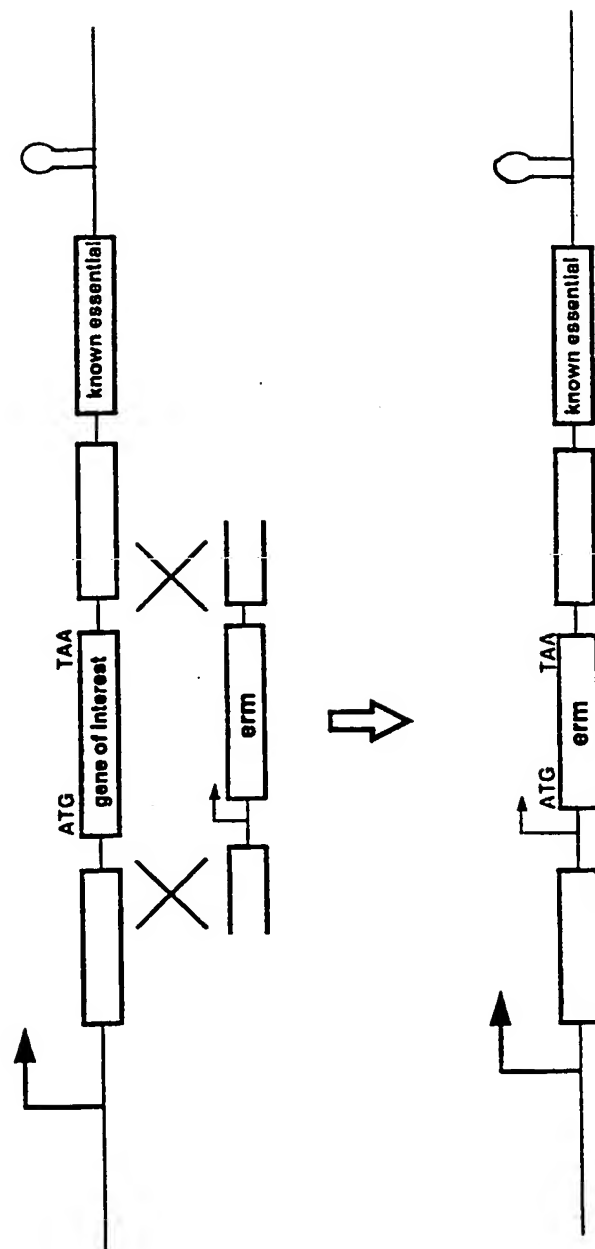 ATG
TAA
gene of interest
known essential
erm
ATG
TAA
erm
known essential